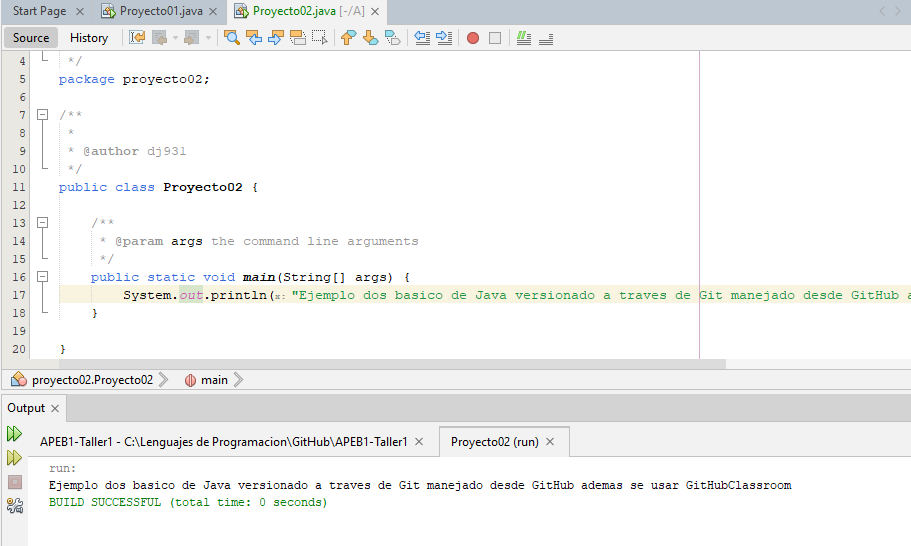 Start Page Proyecto01.java Proyecto02.java [-/A]
Source History
4 */
5 package proyecto02;
6
7 /**
8 *
9 * @author dj931
10 */
11 public class Proyecto02 {
12
13 /**
14 * @param args the command line arguments
15 */
16 public static void main(String[] args) {
17 System.out.println(x: "Ejemplo dos basico de Java versionado a traves de Git manejado desde GitHub a
18 }
19
20 }
proyecto02.Proyecto02 main
Output
APEB1-Taller1 - C:\Lenguajes de Programacion\GitHub\APEB1-Taller1 Proyecto02 (run)
run:
Ejemplo dos basico de Java versionado a traves de Git manejado desde GitHub ademas se usar GitHubClassroom
BUILD SUCCESSFUL (total time: 0 seconds)